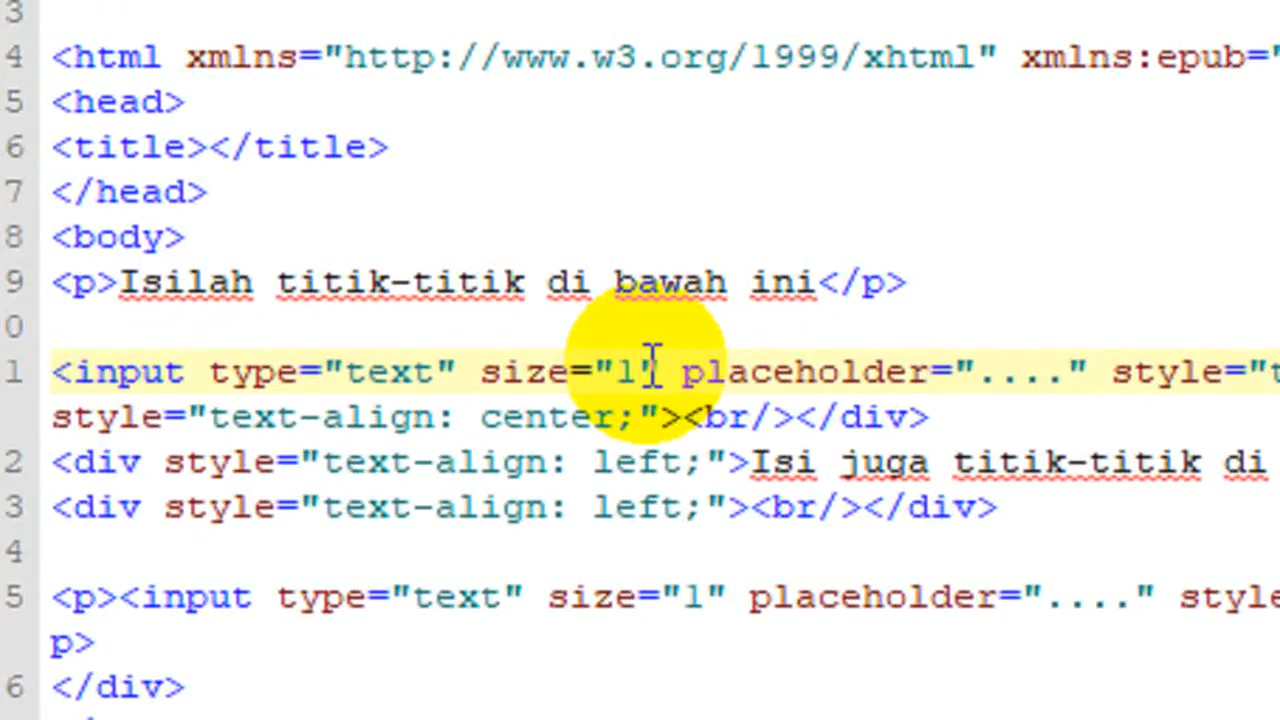 3
4 <html xmlns="http://www.w3.org/1999/xhtml" xmlns:epub="
5 <head>
6 <title></title>
7 </head>
8 <body>
9 <p>Isilah titik-titik di bawah ini</p>
0
1 <input type="text" size="1" placeholder="...." style="t
style="text-align: center;"><br/></div>
2 <div style="text-align: left;">Isi juga titik-titik di
3 <div style="text-align: left;"><br/></div>
4
5 <p><input type="text" size="1" placeholder="...." style
p>
6 </div>